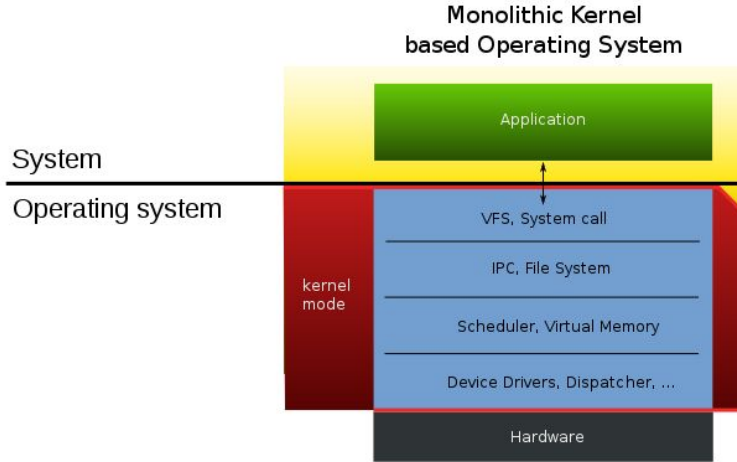 Monolithic Kernel
based Operating System
Application
System
Operating system
VFS, System call
IPC, File System
kernel
mode
Scheduler, Virtual Memory
Device Drivers, Dispatcher, ...
Hardware